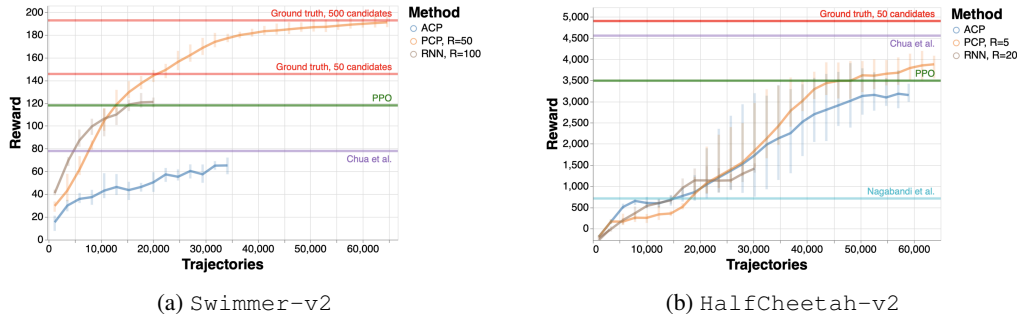 200
180
160
140
120
100
80
60
40
20
0
Reward
Ground truth, 500 candidates
Ground truth, 50 candidates
PPO
Chua et al.
0
10,000
20,000
30,000
40,000
50,000
60,000
Trajectories
Method
ACP
PCP, R=50
RNN, R=100
(a) Swimmer-v2
5,000
4,500
4,000
3,500
3,000
2,500
2,000
1,500
1,000
500
0
Reward
Ground truth, 50 candidates
Chua et al.
PPO
Nagabandi et al.
0
10,000
20,000
30,000
40,000
50,000
60,000
Trajectories
Method
ACP
PCP, R=5
RNN, R=20
(b) HalfCheetah-v2